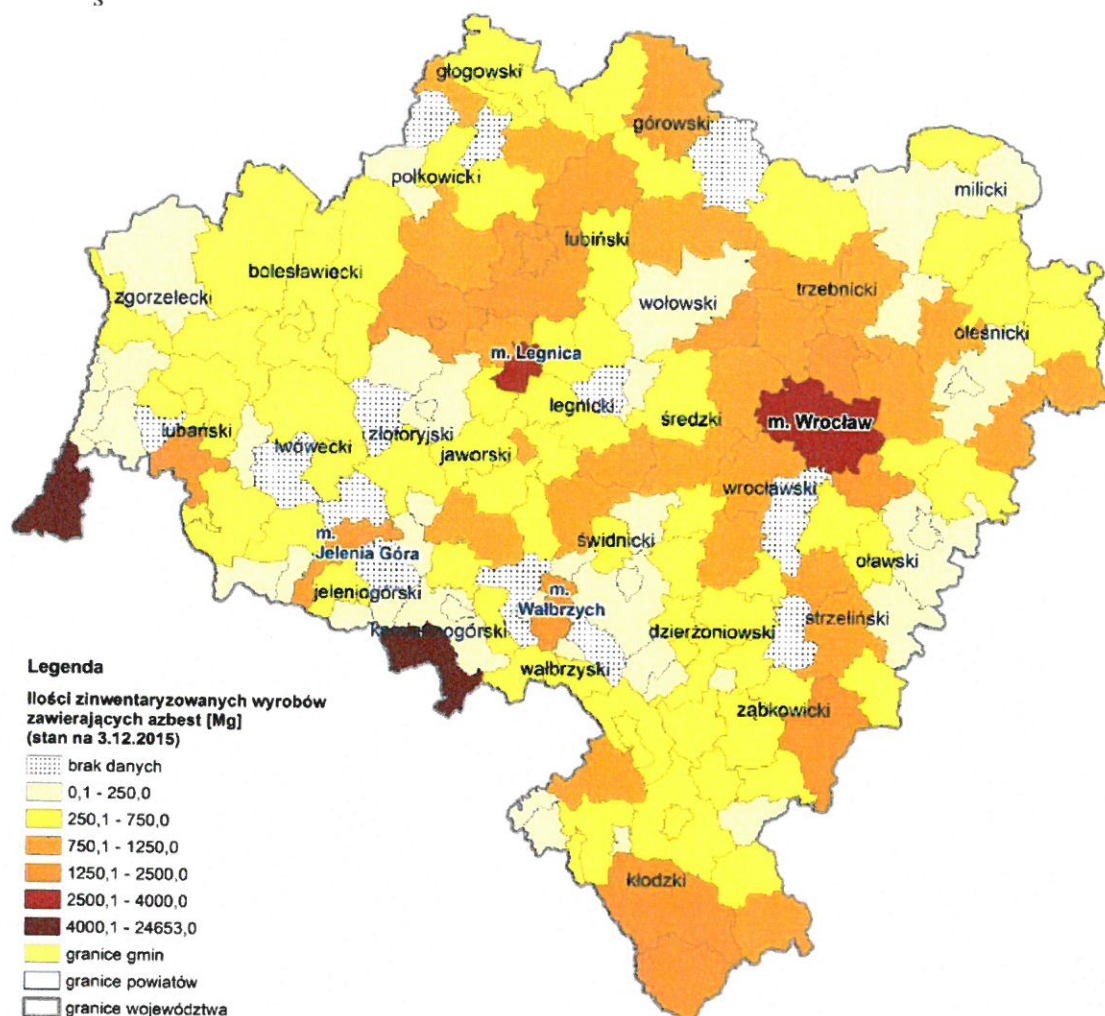 s
głogowski
górowski
polkowicki
milicki
lubiński
bolesławiecki
zgorzelecki
wołowski
trzebnicki
oleśnicki
m. Legnica
legnicki
średzki
m. Wrocław
lubański
lwówecki
złotoryjski
jaworski
wrocławski
m.
Jelenia Góra
świdnicki
oławski
jeleniogórski
m.
Wałbrzych
kamiennogórski
dzierżoniowski
strzeliński
wałbrzyski
ząbkowicki
kłodzki
Legenda
Ilości zinwentaryzowanych wyrobów
zawierających azbest [Mg]
(stan na 3.12.2015)
brak danych
0,1 - 250,0
250,1 - 750,0
750,1 - 1250,0
1250,1 - 2500,0
2500,1 - 4000,0
4000,1 - 24653,0
granice gmin
granice powiatów
granice województwa